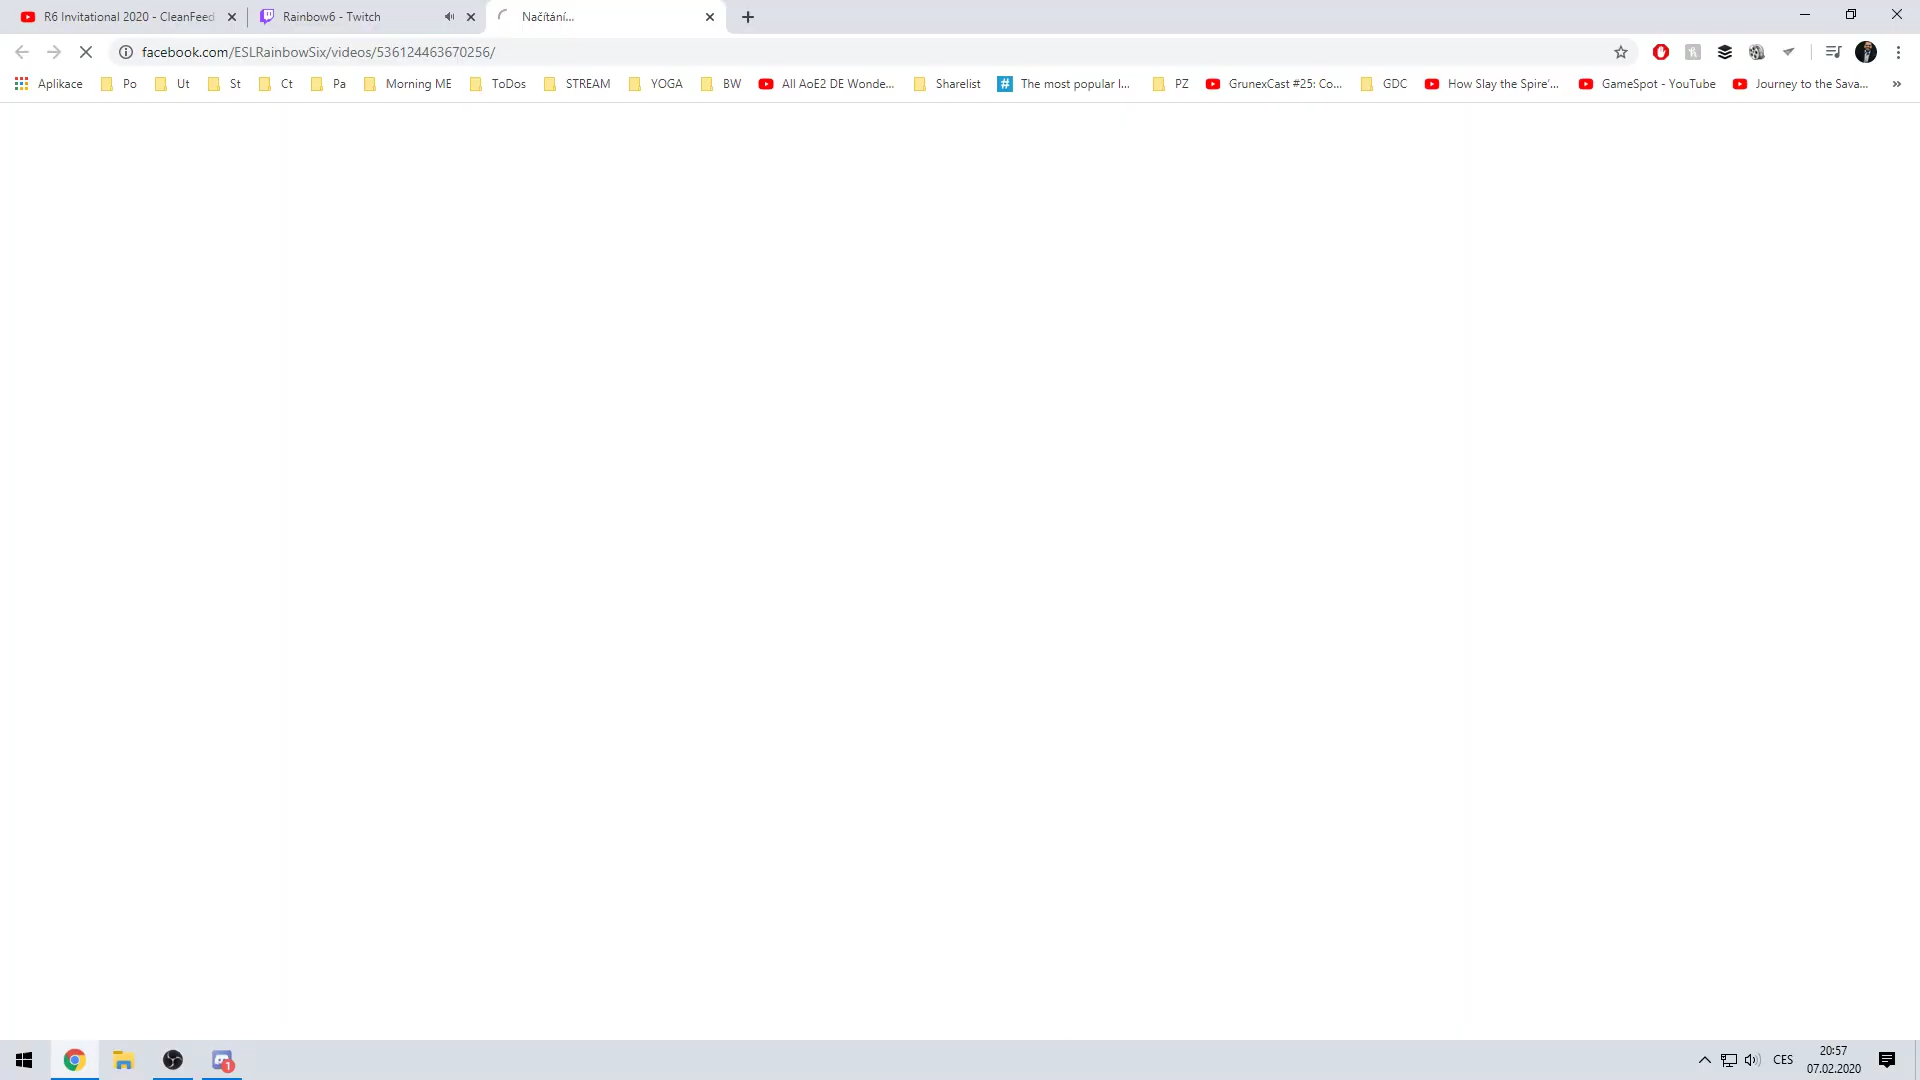 R6 Invitational 2020 - CleanFeed
Rainbow6 - Twitch
Načítání...
facebook.com/ESLRainbowSix/videos/536124463670256/
Aplikace Po Ut St Ct Pa Morning ME ToDos STREAM YOGA BW All AoE2 DE Wonde... Sharelist # The most popular l... PZ GrunexCast #25: Co... GDC How Slay the Spire'... GameSpot - YouTube Journey to the Sava... »
1
CES
20:57
07.02.2020